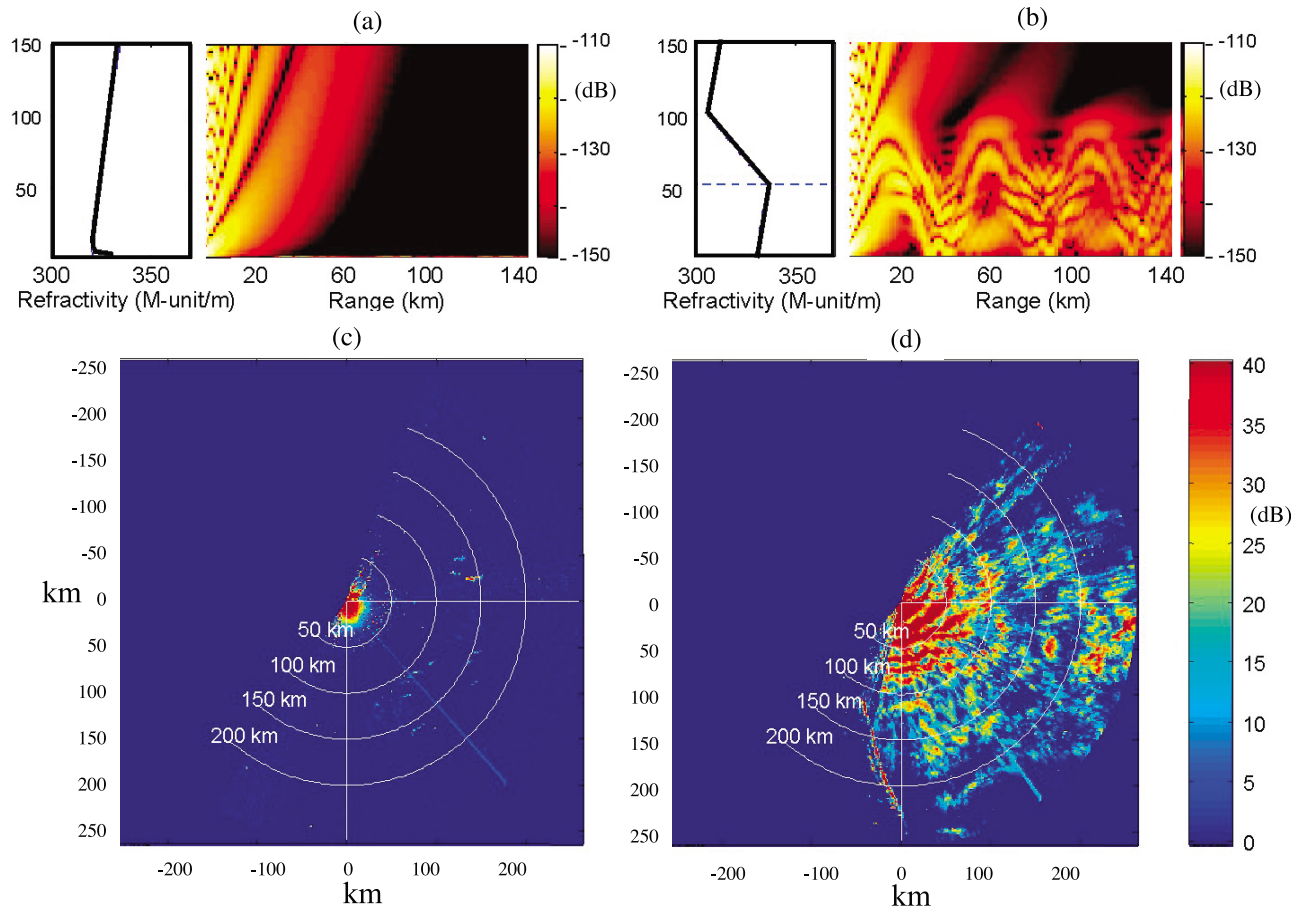 (a)
(b)
150
100
50
300
350
Refractivity (M-unit/m)
20
60
100
140
Range (km)
-110
(dB)
-130
-150
150
100
50
300
350
Refractivity (M-unit/m)
20
60
100
140
Range (km)
-110
(dB)
-130
-150
(c)
(d)
-250
-200
-150
-100
-50
km
0
50
100
150
200
250
50 km
100 km
150 km
200 km
-200
-100
0
100
200
km
-250
-200
-150
-100
-50
0
50
100
150
200
250
50 km
100 km
150 km
200 km
-200
-100
0
100
200
km
40
35
30
25
(dB)
20
15
10
5
0